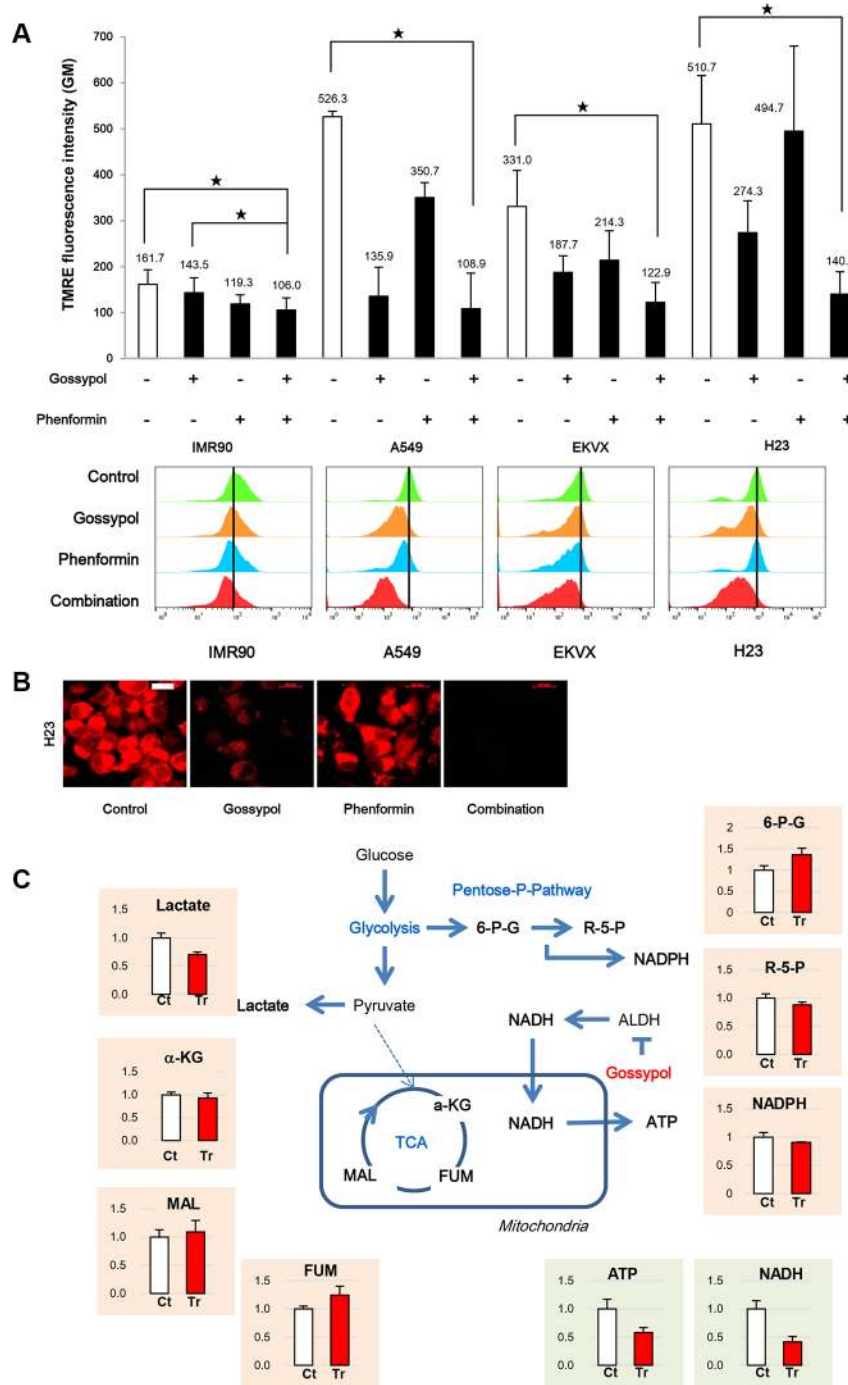 A
TMRE fluorescence intensity (GM)
700
600
500
400
300
200
100
0
161.7
143.5
119.3
106.0
526.3
135.9
350.7
108.9
331.0
187.7
214.3
122.9
510.7
274.3
494.7
140.
★
★
★
★
★
Gossypol - + - + - + - + - + - + - + - +
Phenformin - - + + - - + + - - + + - - + +
IMR90 A549 EKVX H23
Control
Gossypol
Phenformin
Combination
IMR90 A549 EKVX H23
B
H23
Control Gossypol Phenformin Combination
C
Glucose
Glycolysis
Pentose-P-Pathway
6-P-G
R-5-P
NADPH
Lactate
Pyruvate
NADH
ALDH
Gossypol
a-KG
TCA
MAL
FUM
NADH
ATP
Mitochondria
Lactate
1.5
1.0
0.5
0.0
Ct Tr
α-KG
1.5
1.0
0.5
0.0
Ct Tr
MAL
1.5
1.0
0.5
0.0
Ct Tr
FUM
1.5
1.0
0.5
0.0
Ct Tr
6-P-G
2
1.5
1
0.5
0
Ct Tr
R-5-P
1.5
1.0
0.5
0.0
Ct Tr
NADPH
1.5
1.0
0.5
0.0
Ct Tr
ATP
1.5
1.0
0.5
0.0
Ct Tr
NADH
1.5
1.0
0.5
0.0
Ct Tr